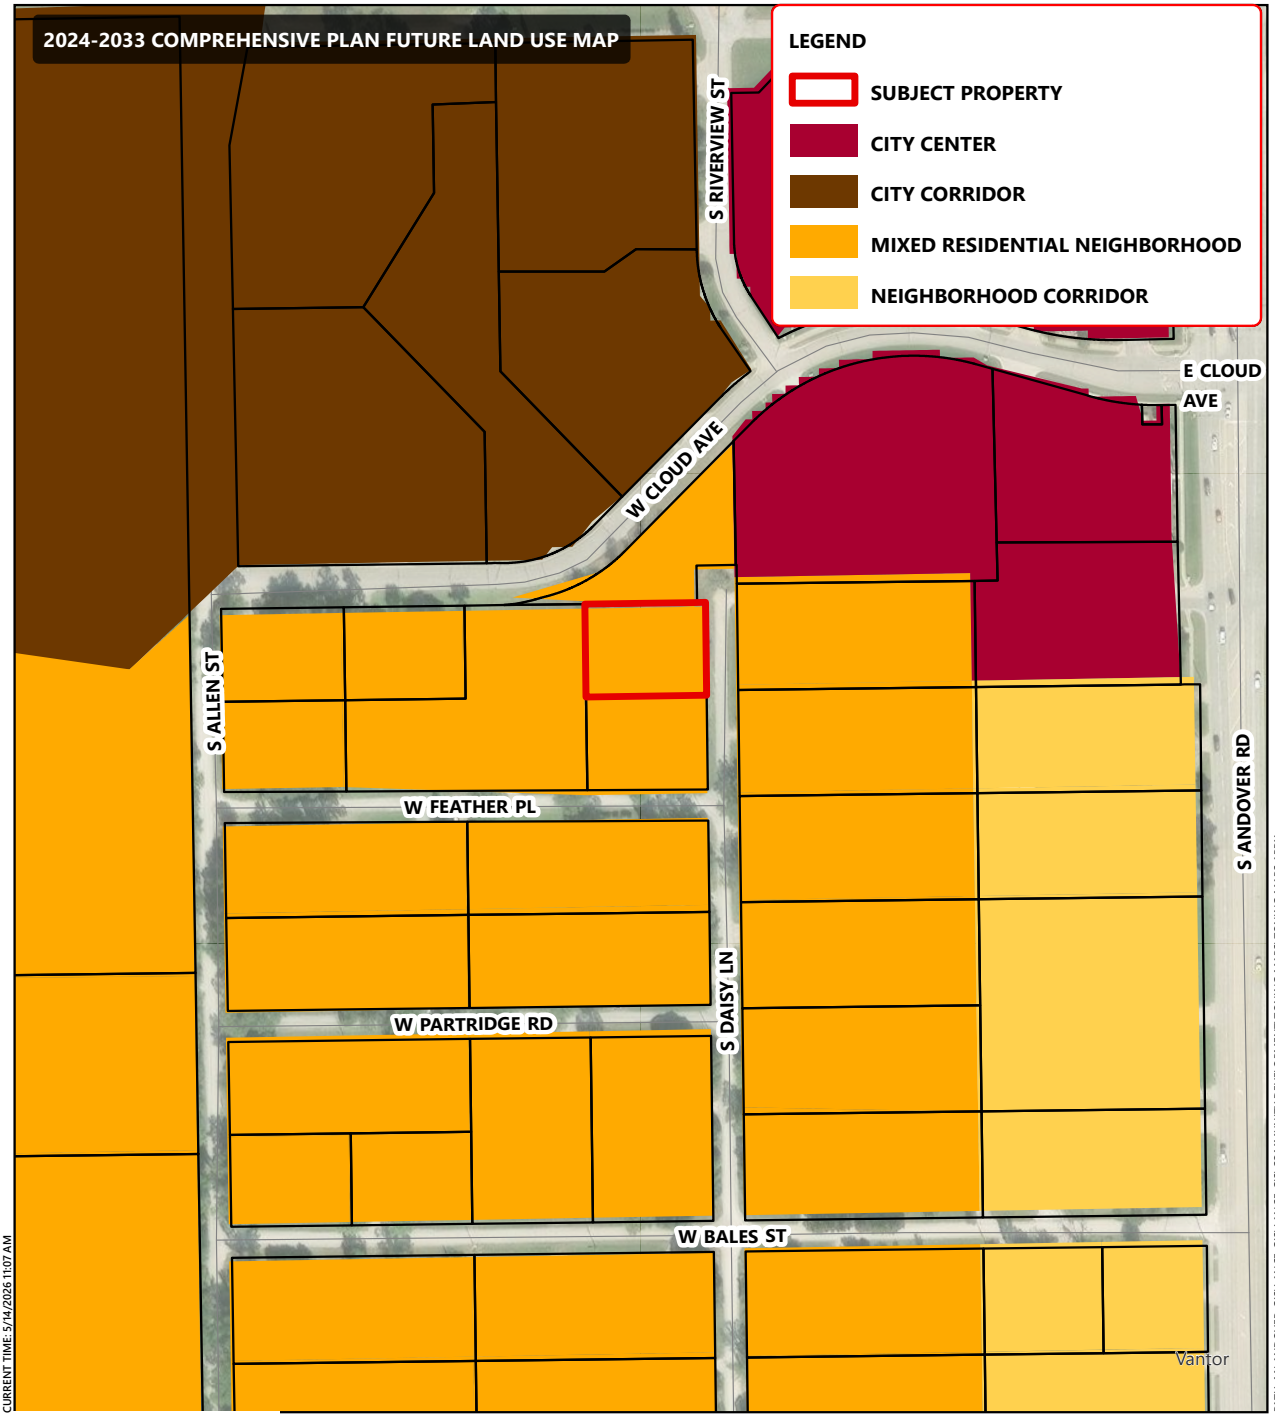 2024-2033 COMPREHENSIVE PLAN FUTURE LAND USE MAP
LEGEND
SUBJECT PROPERTY
CITY CENTER
CITY CORRIDOR
MIXED RESIDENTIAL NEIGHBORHOOD
NEIGHBORHOOD CORRIDOR
S RIVERVIEW ST
E CLOUD
AVE
W CLOUD AVE
S ALLEN ST
W FEATHER PL
S ANDOVER RD
S DAISY LN
W PARTRIDGE RD
W BALES ST
Vantor
CURRENT TIME: 5/14/2026 11:07 AM